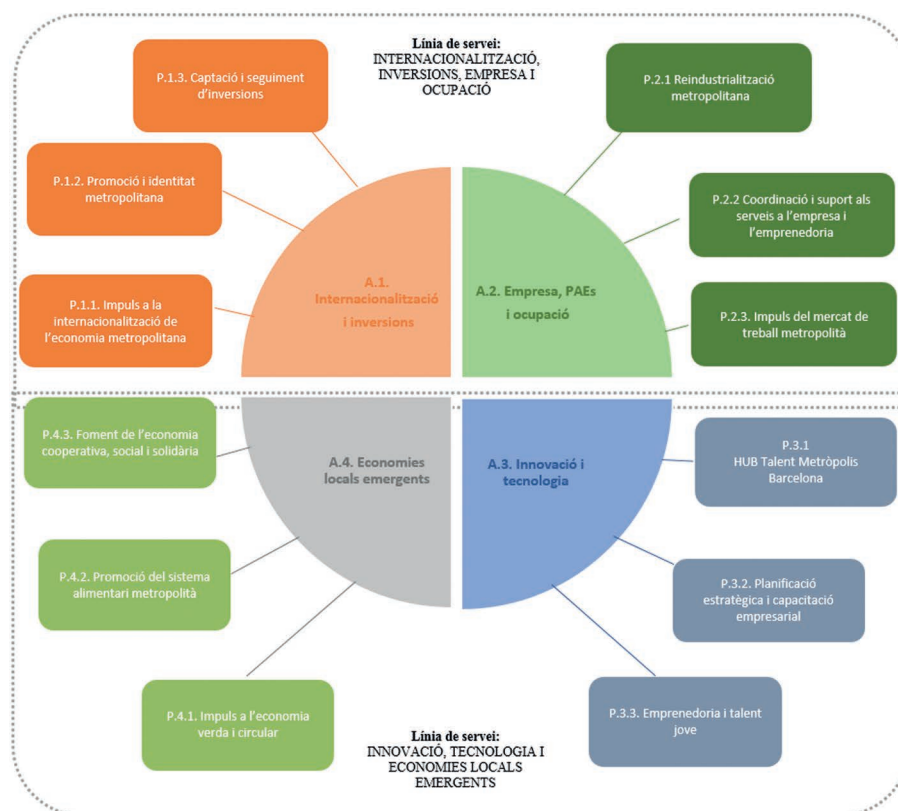 Línia de servei:
INTERNACIONALITZACIÓ,
INVERSIONS, EMPRESA I
OCUPACIÓ
P.1.3. Captació i seguiment
d’inversions
P.2.1 Reindustrialització
metropolitana
P.1.2. Promoció i identitat
metropolitana
P.2.2 Coordinació i suport als
serveis a l’empresa i
l’emprenedoria
P.1.1. Impuls a la
internacionalització de
l’economia metropolitana
A.1.
Internacionalització
i inversions
A.2. Empresa, PAEs
i ocupació
P.2.3. Impuls del mercat de
treball metropolità
P.4.3. Foment de l’economia
cooperativa, social i solidària
A.4. Economies
locals emergents
A.3. Innovació i
tecnologia
P.3.1
HUB Talent Metròpolis
Barcelona
P.4.2. Promoció del sistema
alimentari metropolità
P.3.2. Planificació
estratègica i capacitació
empresarial
P.4.1. Impuls a l’economia
verda i circular
P.3.3. Emprenedoria i talent
jove
Línia de servei:
INNOVACIÓ, TECNOLOGIA I
ECONOMIES LOCALS
EMERGENTS